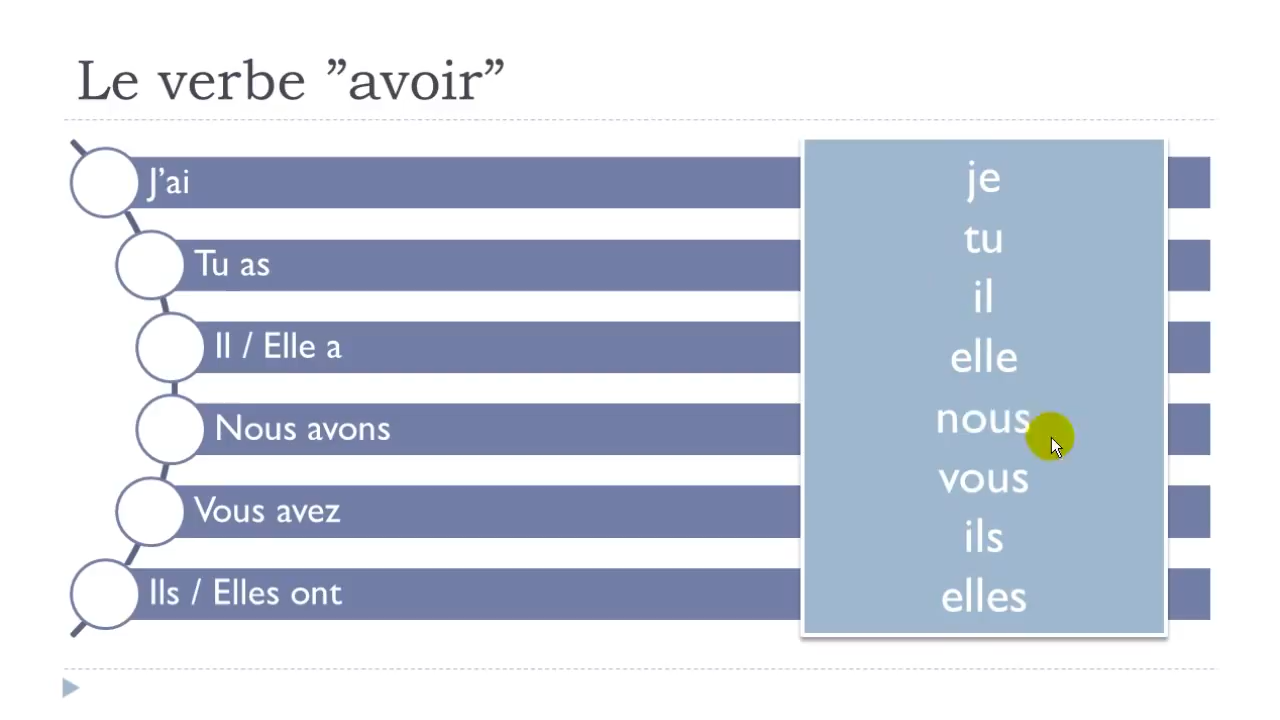 Le verbe ”avoir”
J’ai
Tu as
Il / Elle a
Nous avons
Vous avez
Ils / Elles ont
je
tu
il
elle
nous
vous
ils
elles